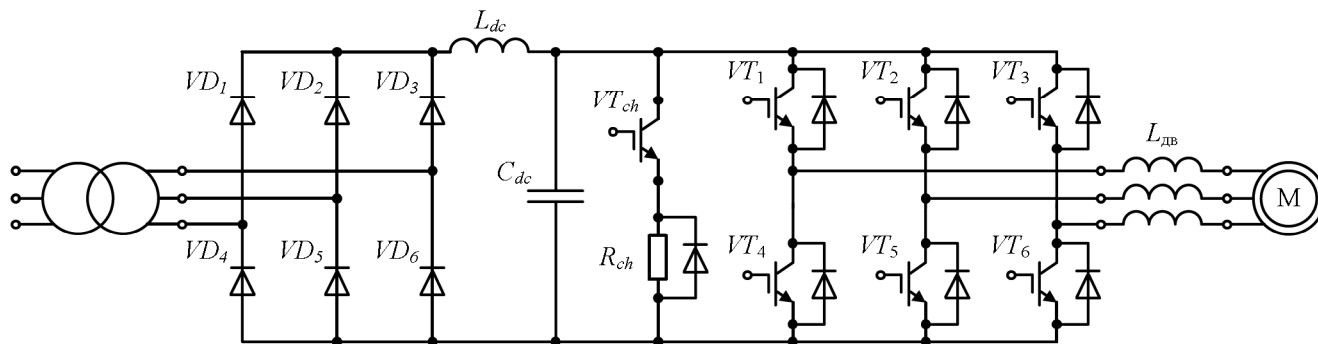 L_dc
VD_1
VD_2
VD_3
VT_1
VT_2
VT_3
VT_ch
L_дв
C_dc
M
VD_4
VD_5
VD_6
R_ch
VT_4
VT_5
VT_6